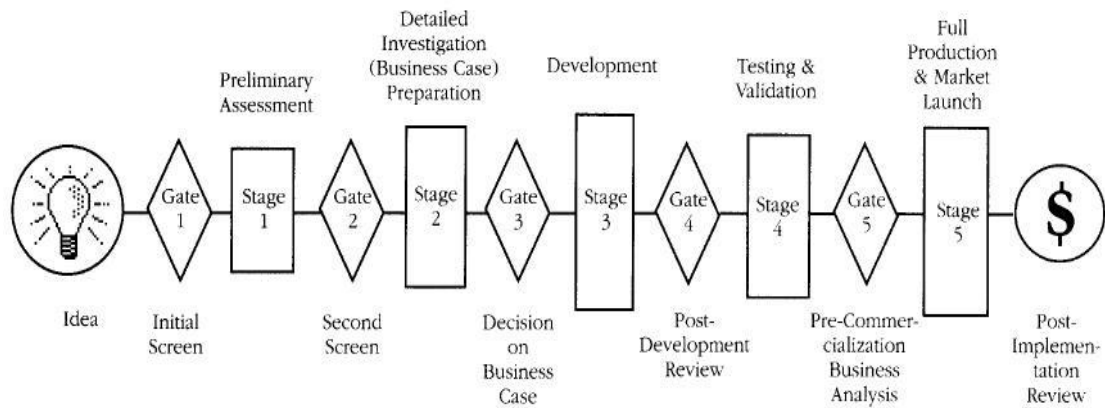 Preliminary
Assessment
Detailed
Investigation
(Business Case)
Preparation
Development
Testing &
Validation
Full
Production
& Market
Launch
Gate
1
Stage
1
Gate
2
Stage
2
Gate
3
Stage
3
Gate
4
Stage
4
Gate
5
Stage
5
$
Idea
Initial
Screen
Second
Screen
Decision
on
Business
Case
Post-
Development
Review
Pre-Commer-
cialization
Business
Analysis
Post-
Implemen-
tation
Review